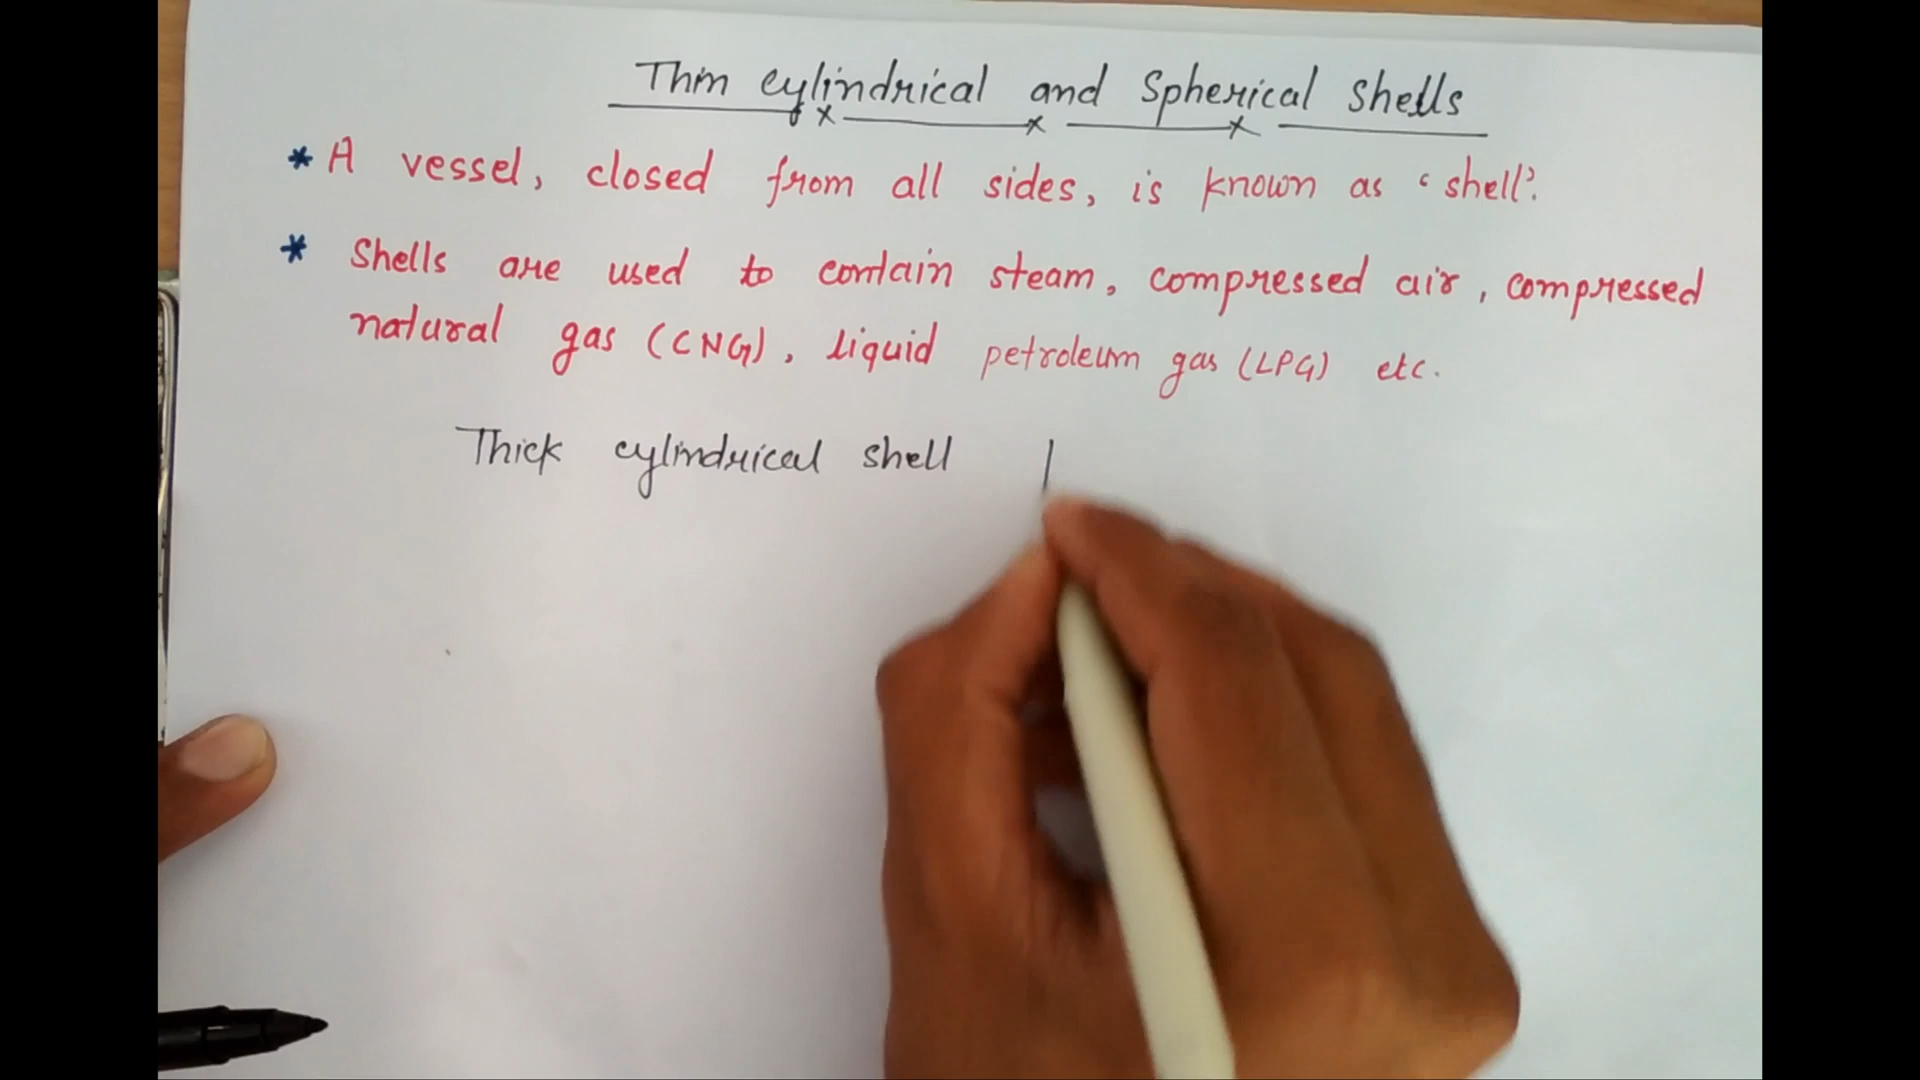 Thin cylindrical and Spherical Shells
* A vessel, closed from all sides, is known as 'shell'.
* Shells are used to contain steam, compressed air, compressed
natural gas (CNG), liquid petroleum gas (LPG) etc.
Thick cylindrical shell